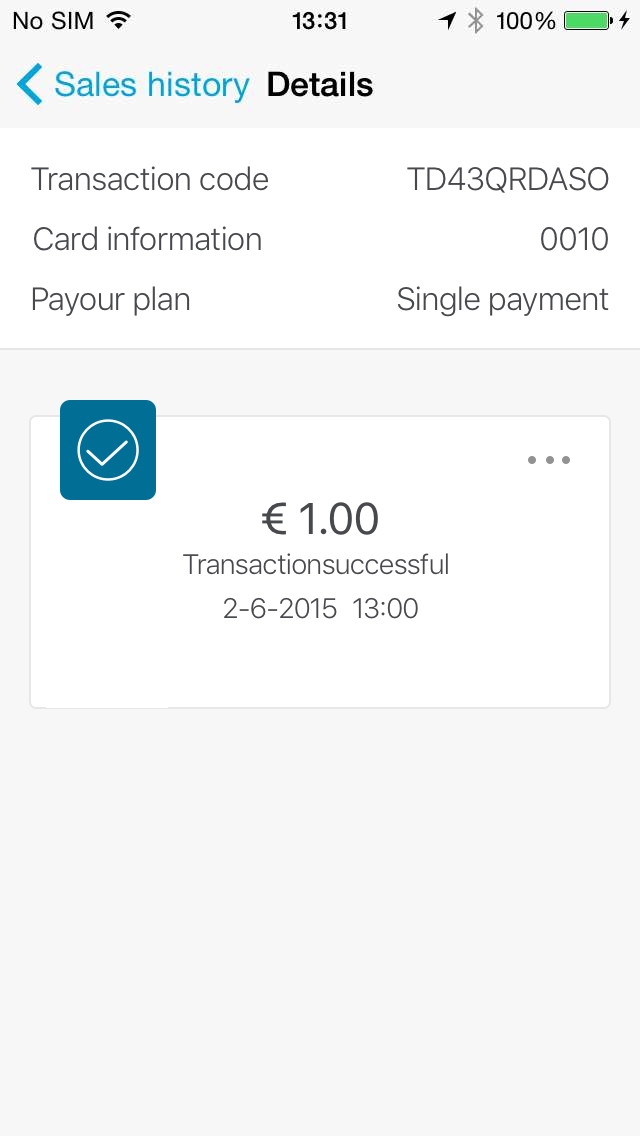 No SIM 13:31 100%
Sales history Details
Transaction code TD43QRDASO
Card information 0010
Payour plan Single payment
€ 1.00
Transactionsuccessful
2-6-2015 13:00